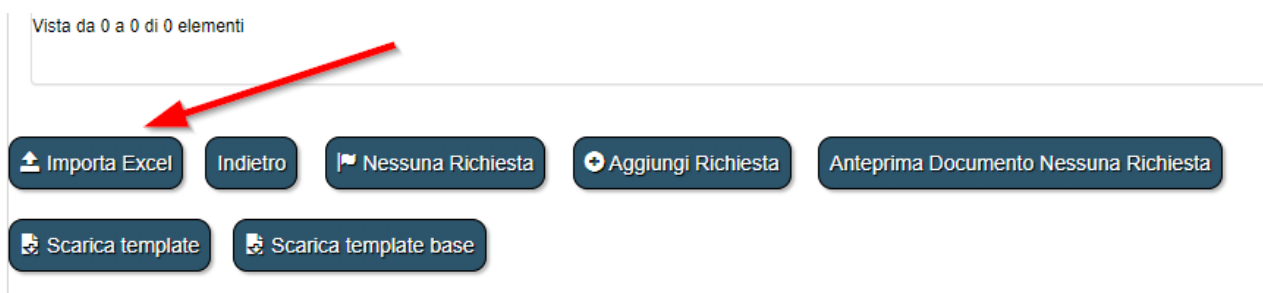 Vista da 0 a 0 di 0 elementi
Importa Excel Indietro Nessuna Richiesta Aggiungi Richiesta Anteprima Documento Nessuna Richiesta
Scarica template Scarica template base